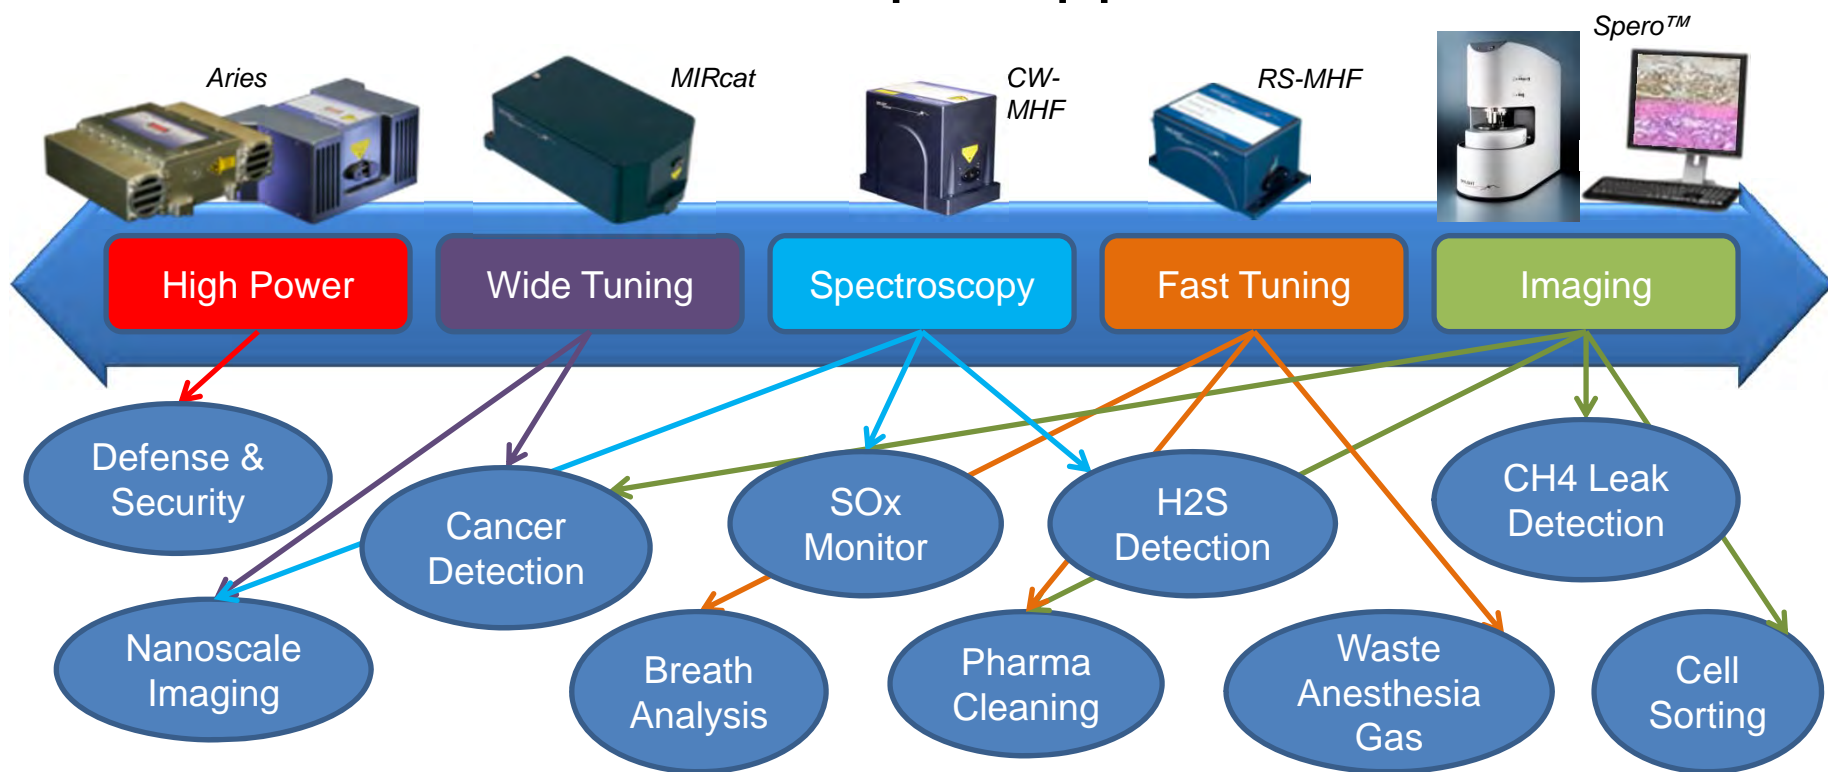 Aries
MIRcat
CW-
MHF
RS-MHF
Spero™
High Power
Wide Tuning
Spectroscopy
Fast Tuning
Imaging
Defense &
Security
Cancer
Detection
SOx
Monitor
H2S
Detection
CH4 Leak
Detection
Nanoscale
Imaging
Breath
Analysis
Pharma
Cleaning
Waste
Anesthesia
Gas
Cell
Sorting